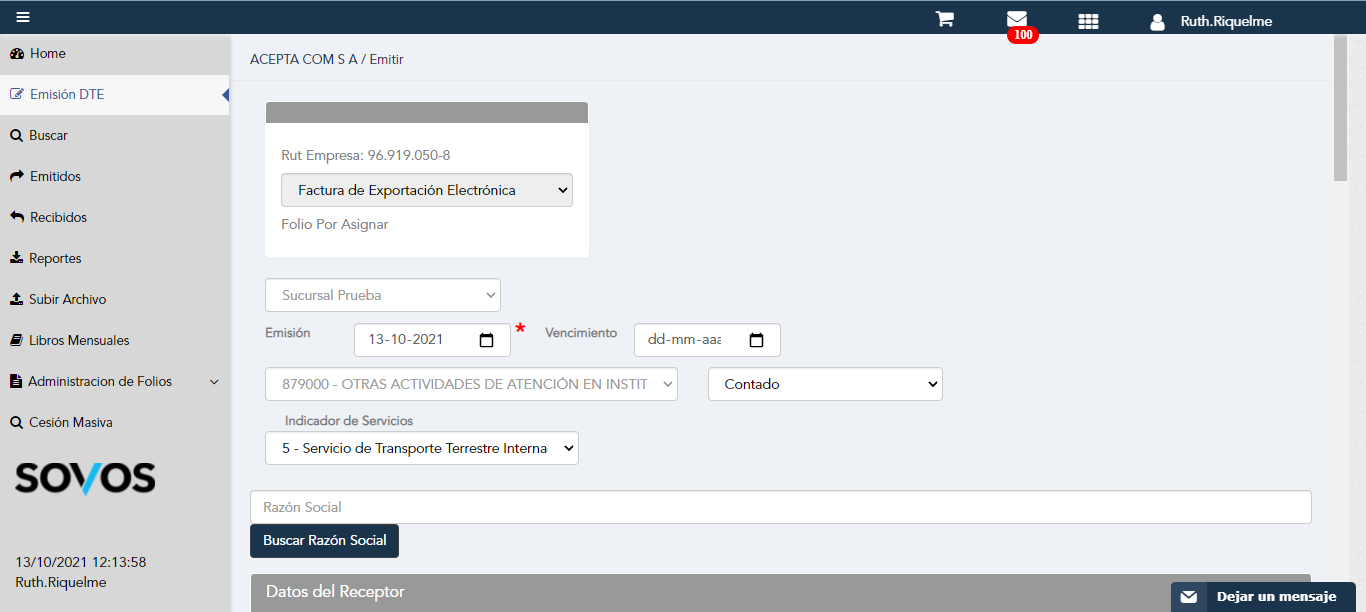 Ruth.Riquelme
100
Home
Emisión DTE
Buscar
Emitidos
Recibidos
Reportes
Subir Archivo
Libros Mensuales
Administracion de Folios
Cesión Masiva
SOVOS
13/10/2021 12:13:58
Ruth.Riquelme
ACEPTA COM S A / Emitir
Rut Empresa: 96.919.050-8
Factura de Exportación Electrónica
Folio Por Asignar
Sucursal Prueba
Emisión 13-10-2021 * Vencimiento dd-mm-aaa
879000 - OTRAS ACTIVIDADES DE ATENCIÓN EN INSTIT Contado
Indicador de Servicios
5 - Servicio de Transporte Terrestre Interna
Razón Social
Buscar Razón Social
Datos del Receptor
Dejar un mensaje